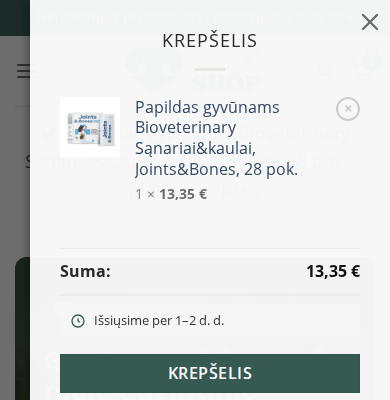 KREPŠELIS
Papildas gyvūnams
Bioveterinary
Sąnariai&kaulai,
Joints&Bones, 28 pok.
1 × 13,35 €
Suma: 13,35 €
Išsiųsime per 1–2 d. d.
KREPŠELIS